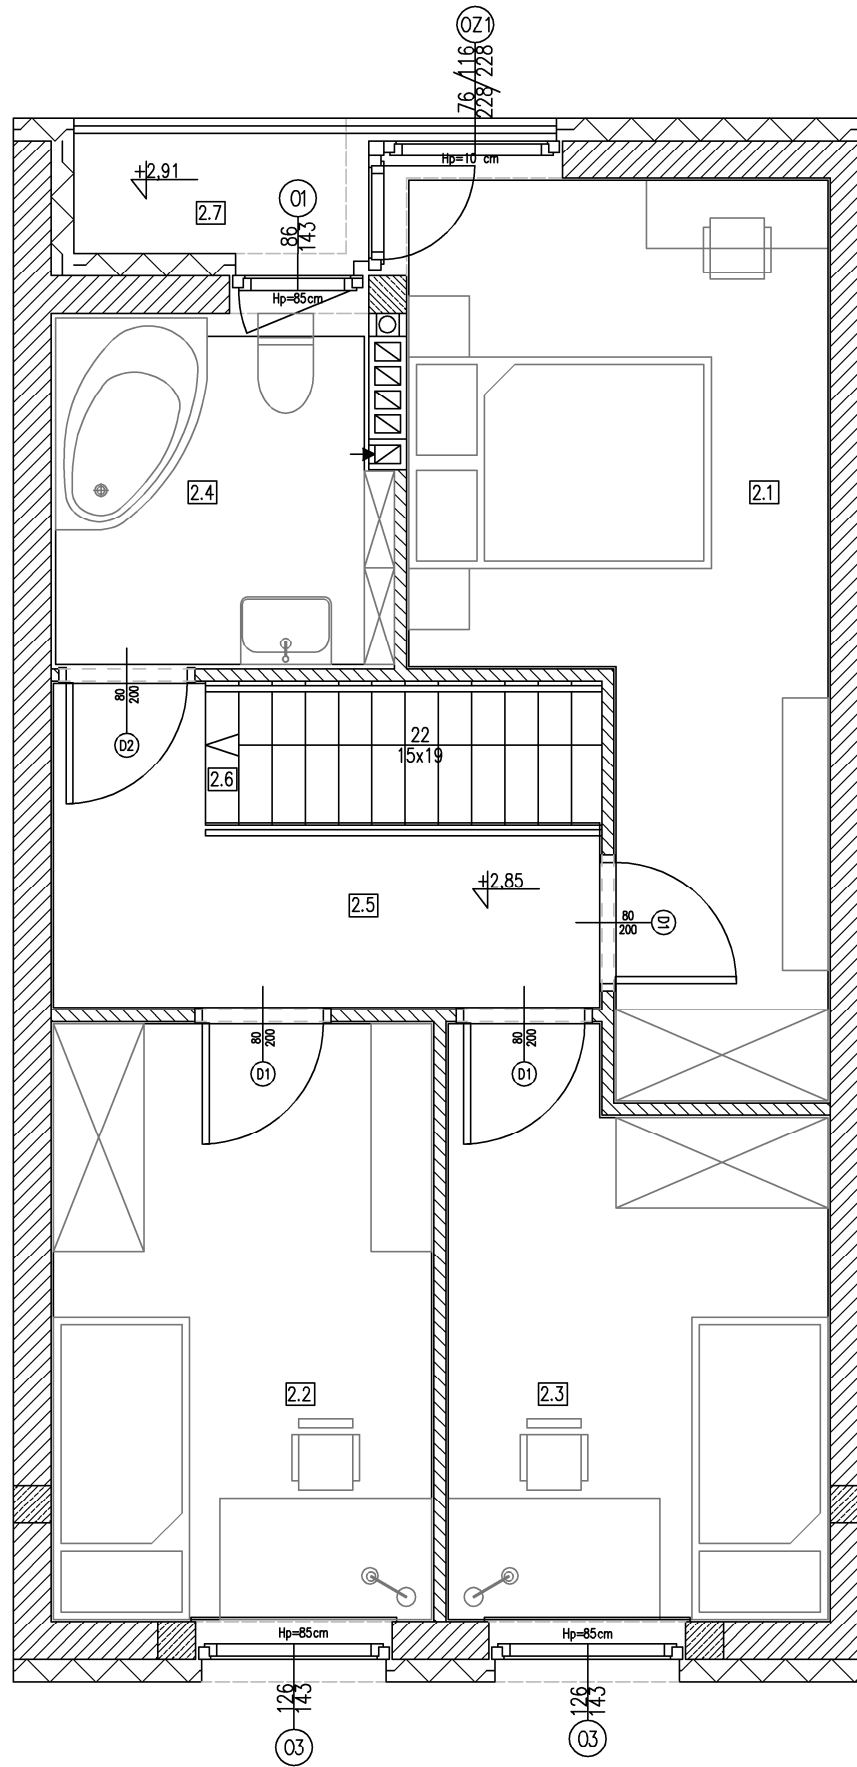 OZ1
76 / 116
228 / 228
Hp=10 cm
+2,91
2.7
O1
86
143
Hp=85cm
2.4
2.1
80
200
D2
22
15x19
2.6
+2,85
2.5
80
200
D1
80
200
D1
80
200
D1
2.2
2.3
Hp=85cm
Hp=85cm
126
143
126
143
O3
O3